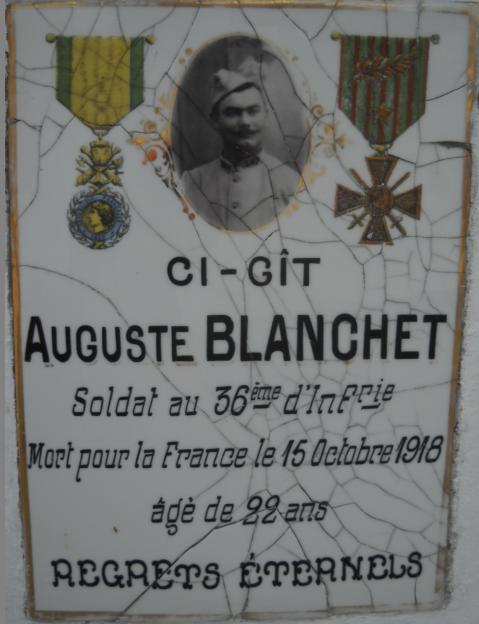 CI-GÎT
AUGUSTE BLANCHET
Soldat au 36ème d'Infrie
Mort pour la France le 15 Octobre 1918
âgé de 22 ans
REGRETS ÉTERNELS